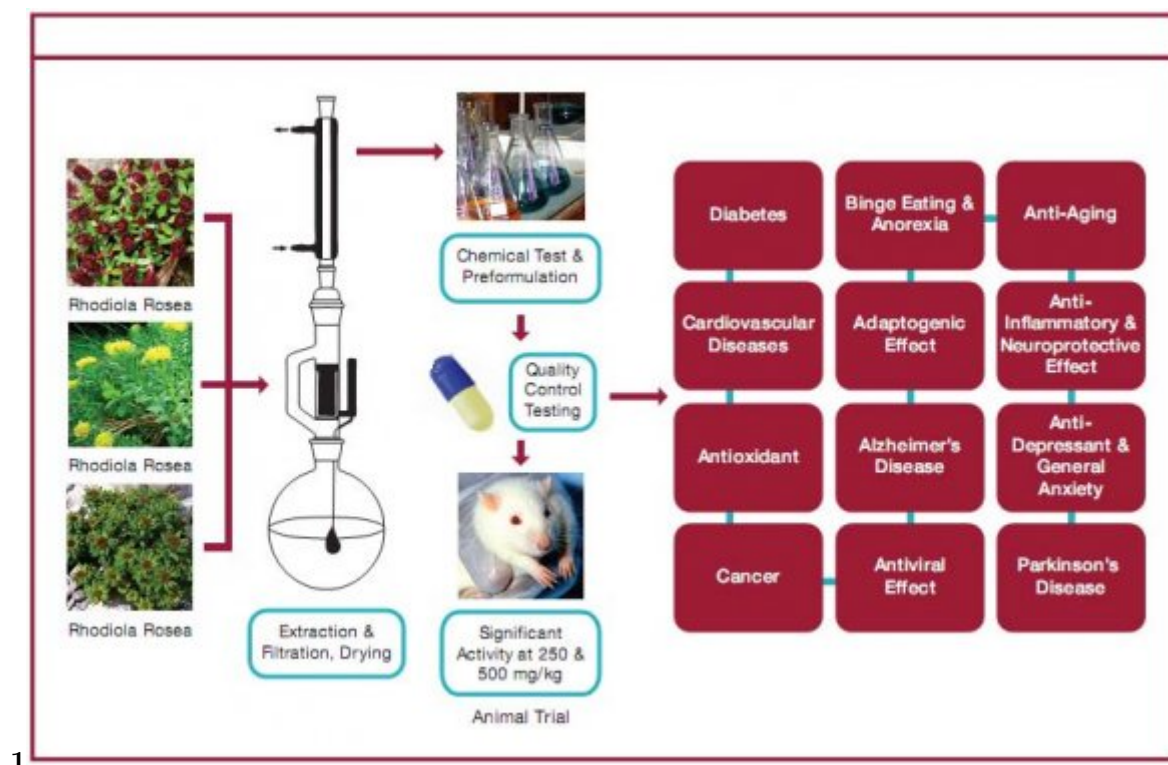 Rhodiola Rosea
Rhodiola Rosea
Rhodiola Rosea
Extraction &
Filtration, Drying
Chemical Test &
Preformulation
Quality
Control
Testing
Significant
Activity at 250 &
500 mg/kg
Animal Trial
Diabetes
Binge Eating &
Anorexia
Anti-Aging
Cardiovascular
Diseases
Adaptogenic
Effect
Anti-
Inflammatory &
Neuroprotective
Effect
Antioxidant
Alzheimer's
Disease
Anti-
Depressant &
General
Anxiety
Cancer
Antiviral
Effect
Parkinson's
Disease
1